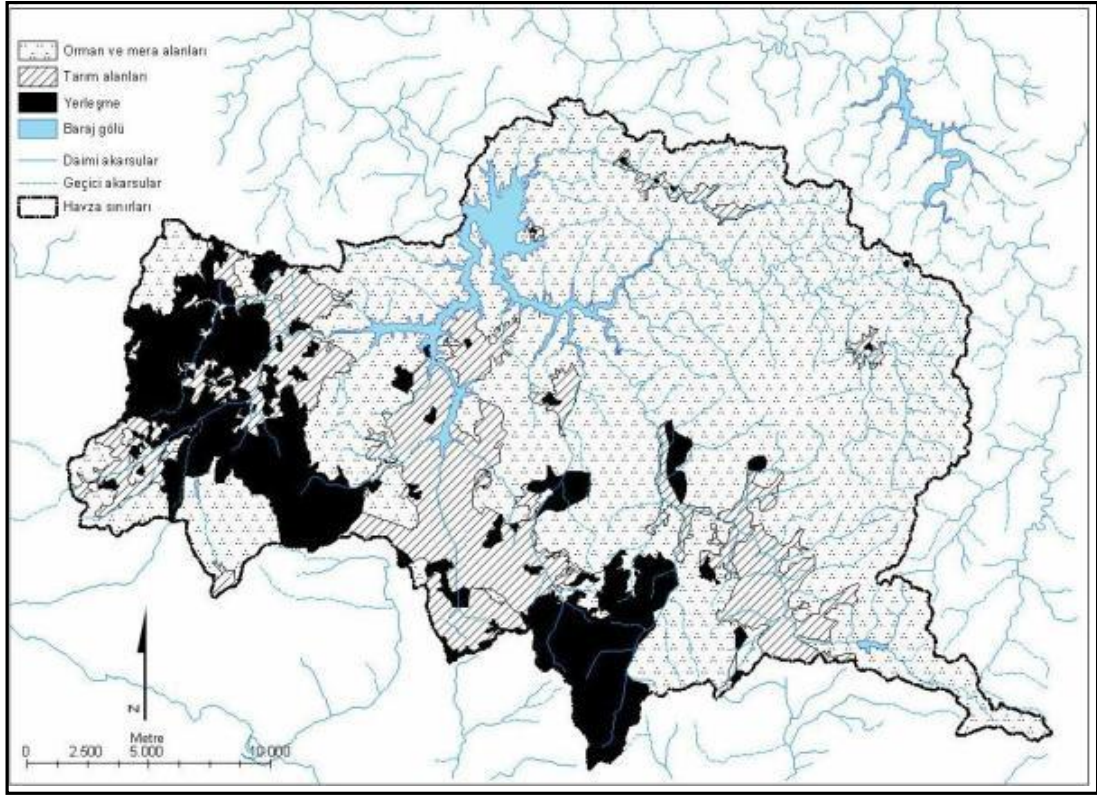 Orman ve mera alanları
Tarım alanları
Yerleşme
Baraj gölü
Daimi akarsular
Geçici akarsular
Havza sınırları
N
Metre
0 2.500 5.000 10.000